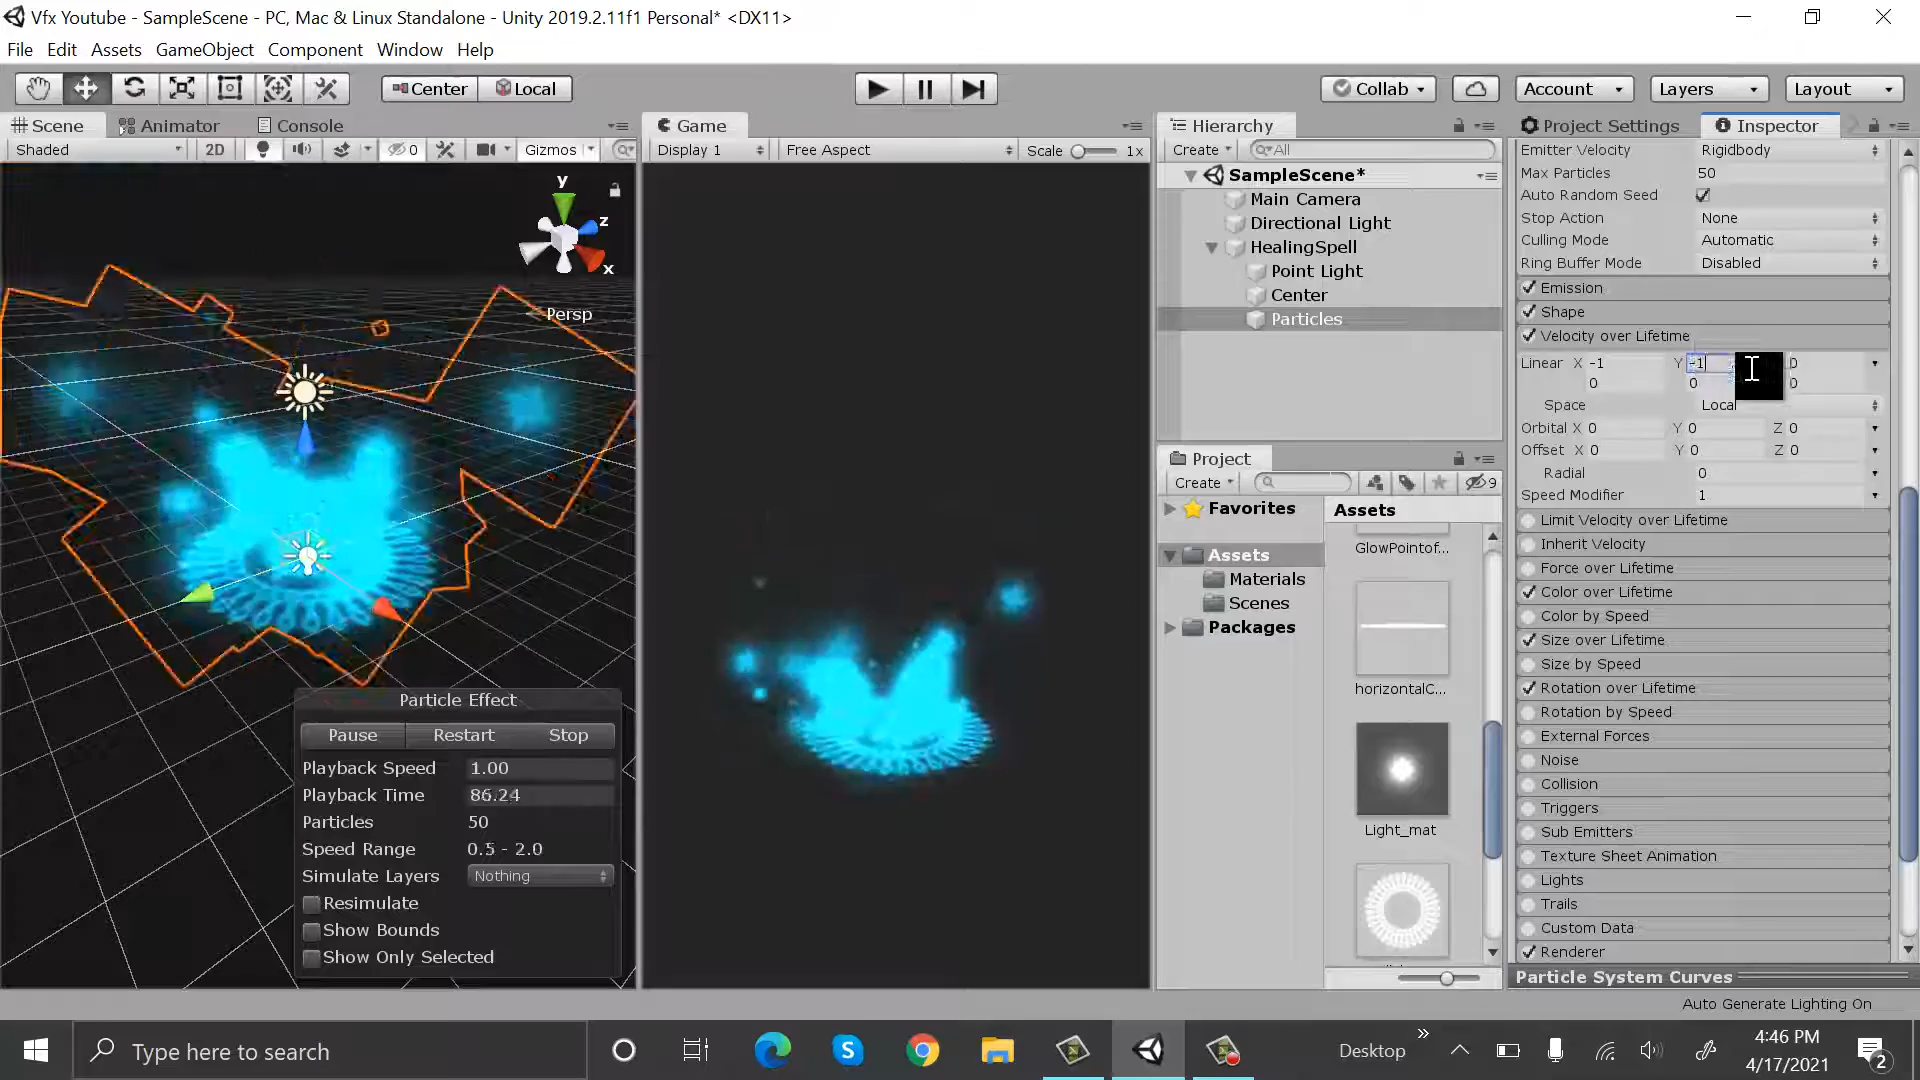 Vfx Youtube - SampleScene - PC, Mac & Linux Standalone - Unity 2019.2.11f1 Personal* <DX11>
File Edit Assets GameObject Component Window Help
Center Local Collab Account Layers Layout
Scene Animator Console
Shaded 2D 0 Gizmos
y
z
x
Persp
Particle Effect
Pause Restart Stop
Playback Speed 1.00
Playback Time 86.24
Particles 50
Speed Range 0.5 - 2.0
Simulate Layers Nothing
Resimulate
Show Bounds
Show Only Selected
Game
Display 1 Free Aspect Scale 1x
Hierarchy
Create All
SampleScene*
Main Camera
Directional Light
HealingSpell
Point Light
Center
Particles
Project
Create 9
Favorites
Assets
Materials
Scenes
Packages
Assets
GlowPointof...
horizontalC...
Light_mat
Project Settings Inspector
Emitter Velocity Rigidbody
Max Particles 50
Auto Random Seed
Stop Action None
Culling Mode Automatic
Ring Buffer Mode Disabled
Emission
Shape
Velocity over Lifetime
Linear X -1 Y -1 0
0 0 0
Space Local
Orbital X 0 Y 0 Z 0
Offset X 0 Y 0 Z 0
Radial 0
Speed Modifier 1
Limit Velocity over Lifetime
Inherit Velocity
Force over Lifetime
Color over Lifetime
Color by Speed
Size over Lifetime
Size by Speed
Rotation over Lifetime
Rotation by Speed
External Forces
Noise
Collision
Triggers
Sub Emitters
Texture Sheet Animation
Lights
Trails
Custom Data
Renderer
Particle System Curves
Auto Generate Lighting On
Type here to search
Desktop
4:46 PM
4/17/2021
2